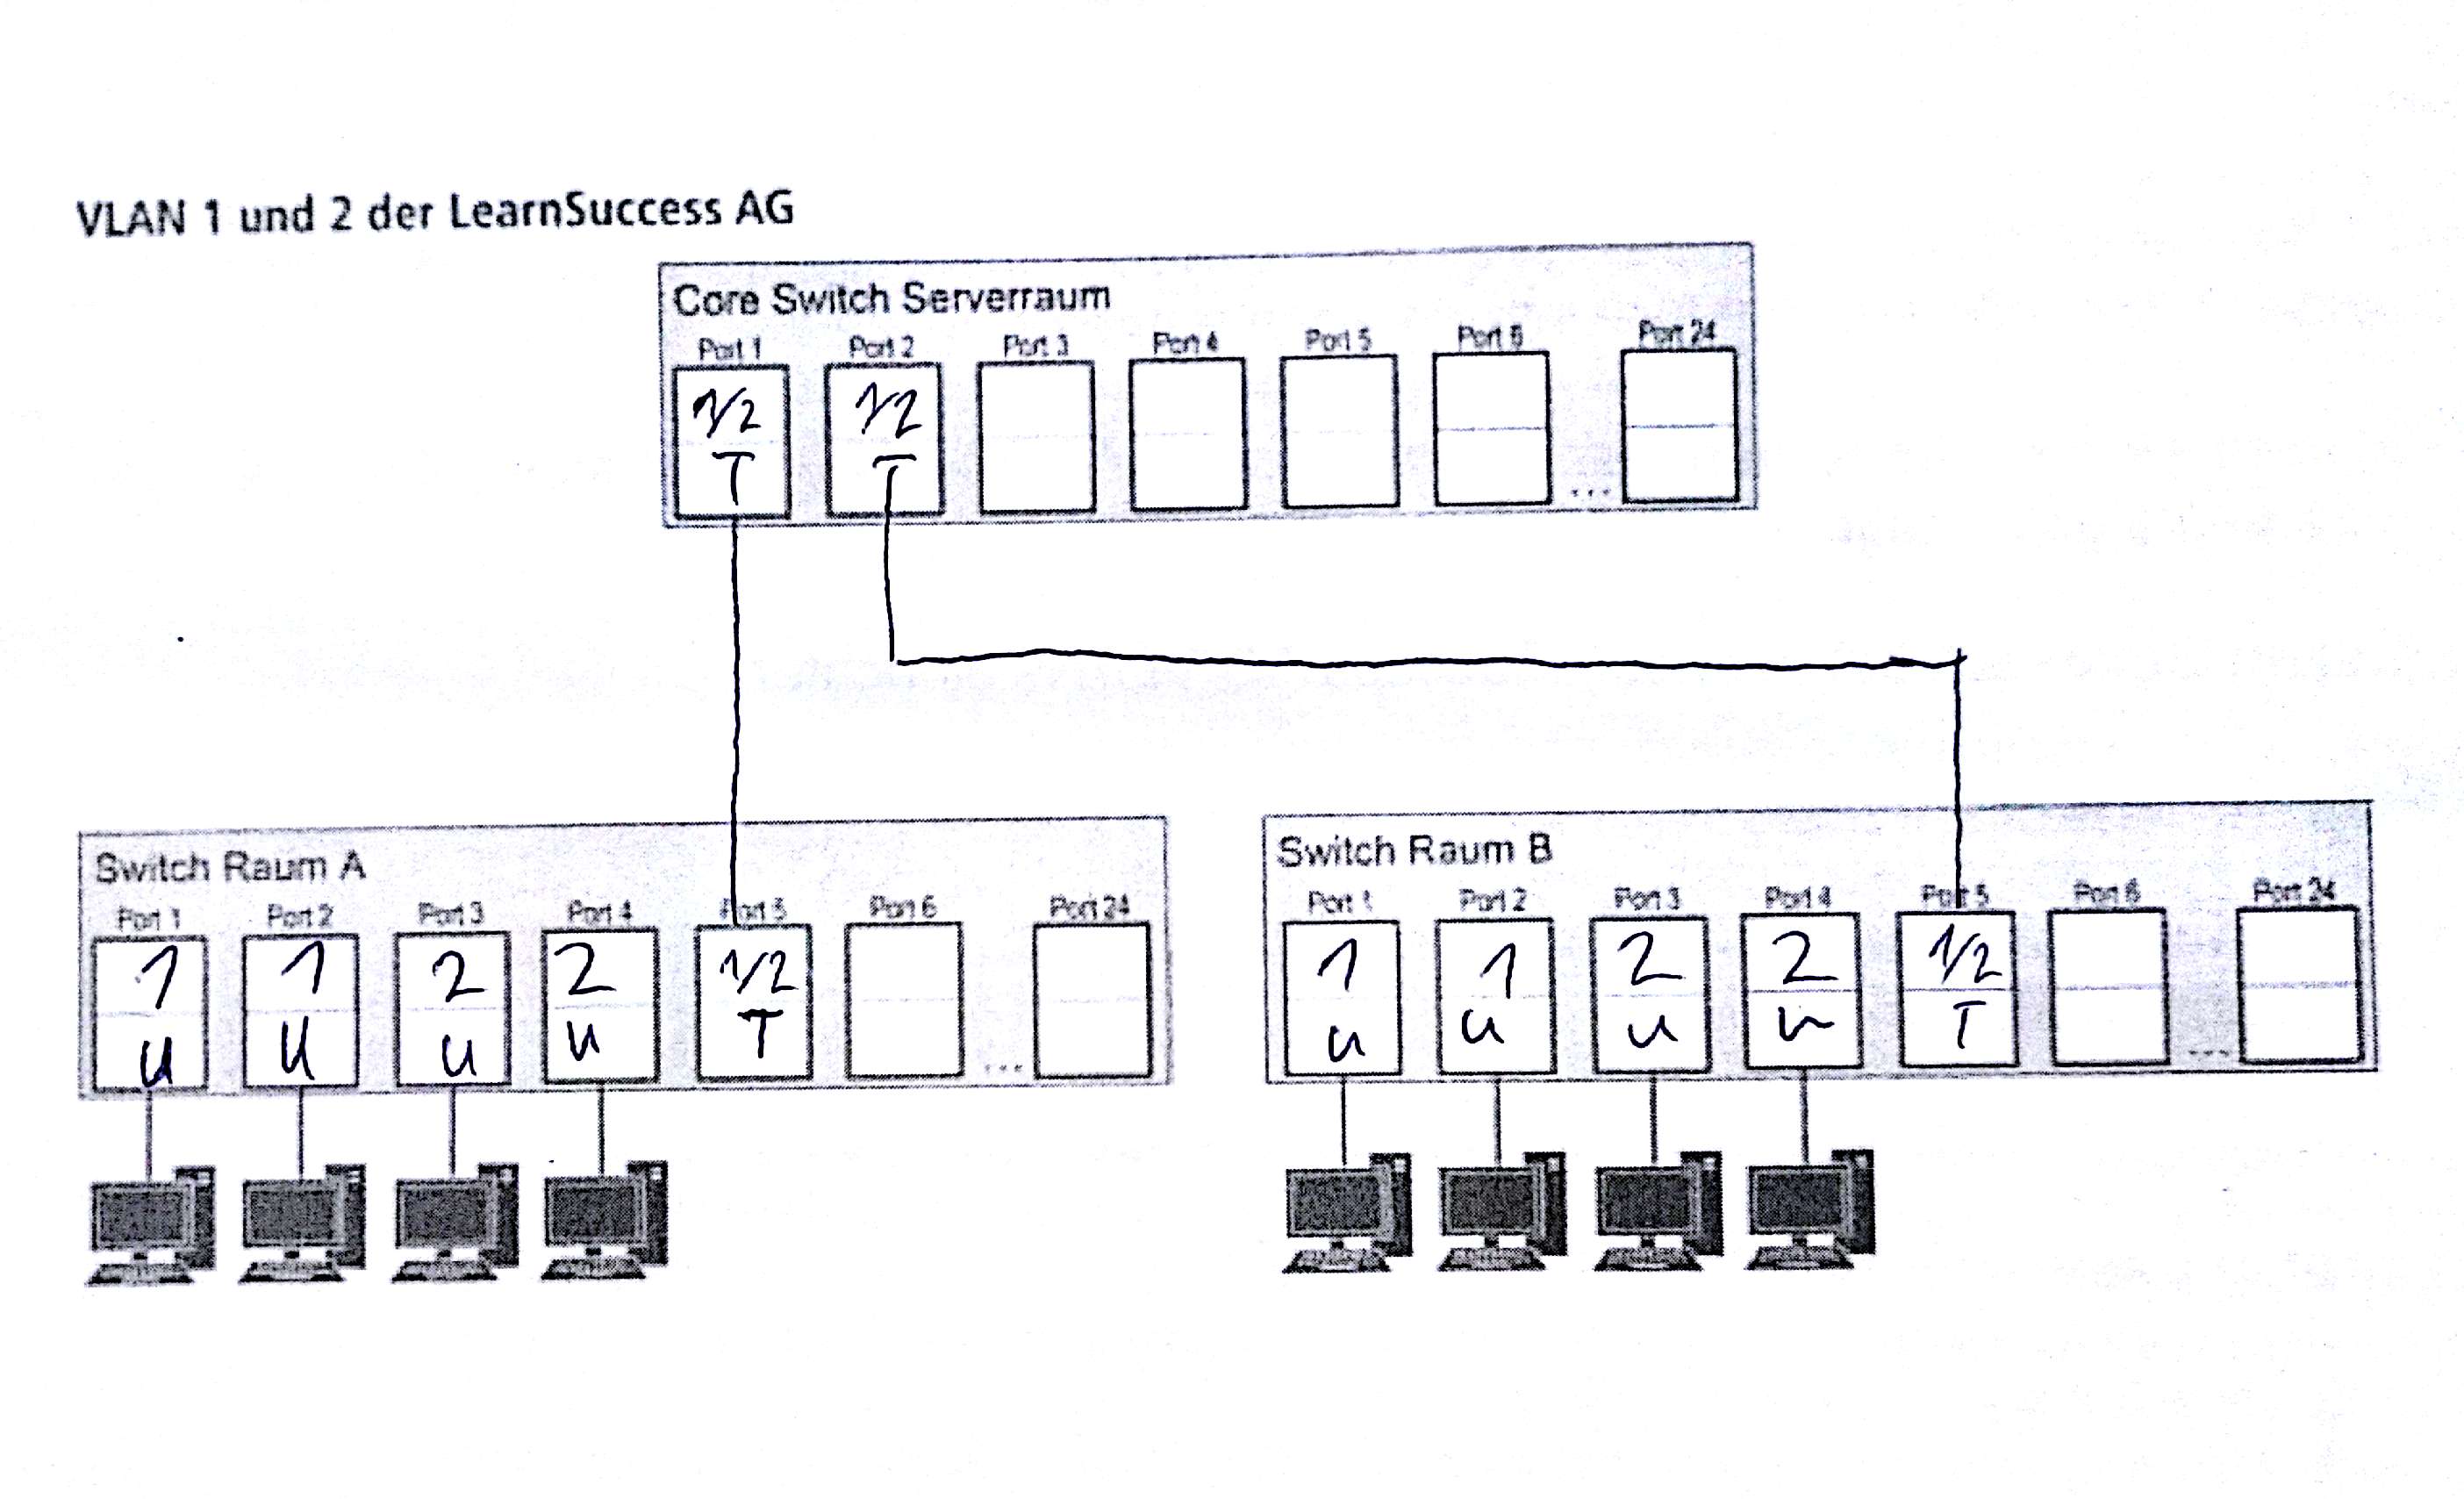 VLAN 1 und 2 der LearnSuccess AG
Core Switch Serverraum
Port 1 Port 2 Port 3 Port 4 Port 5 Port 6 ... Port 24
1/2 1/2
T T
Switch Raum A
Port 1 Port 2 Port 3 Port 4 Port 5 Port 6 ... Port 24
1 1 2 2 1/2
U U U U T
Switch Raum B
Port 1 Port 2 Port 3 Port 4 Port 5 Port 6 ... Port 24
1 1 2 2 1/2
U U U U T